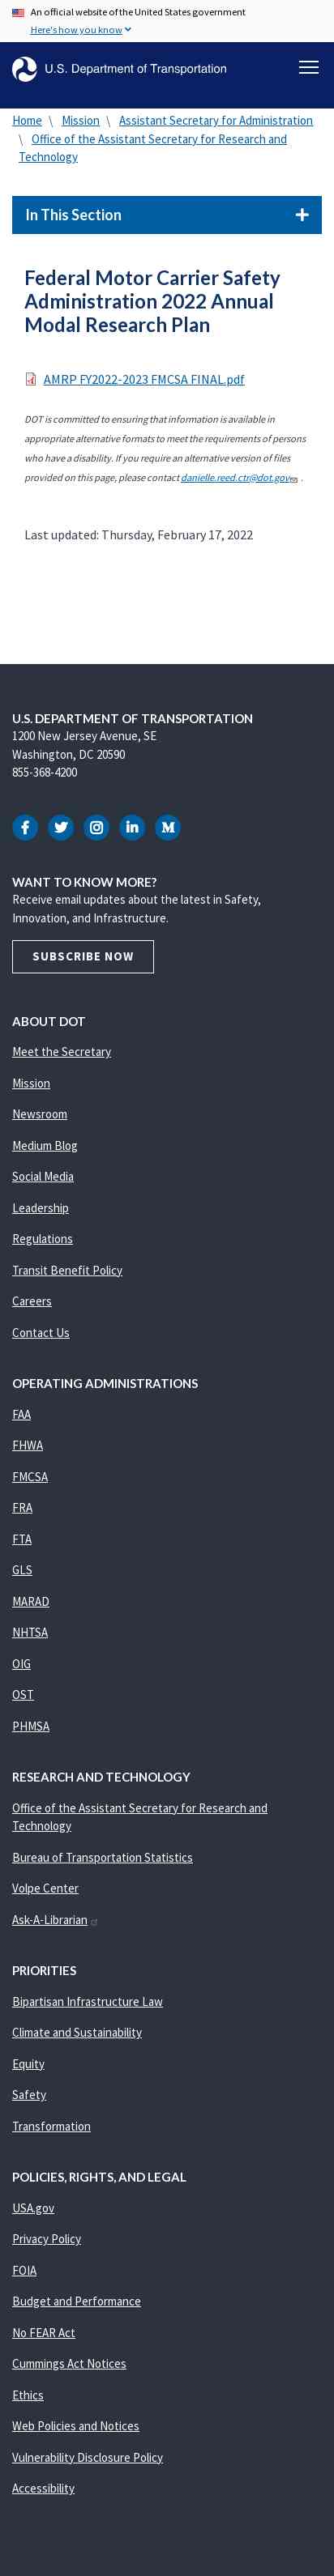 An official website of the United States government
Here's how you know
U.S. Department of Transportation
Home \ Mission \ Assistant Secretary for Administration
\ Office of the Assistant Secretary for Research and
Technology
In This Section +
Federal Motor Carrier Safety
Administration 2022 Annual
Modal Research Plan
AMRP FY2022-2023 FMCSA FINAL.pdf
DOT is committed to ensuring that information is available in
appropriate alternative formats to meet the requirements of persons
who have a disability. If you require an alternative version of files
provided on this page, please contact danielle.reed.ctr@dot.gov .
Last updated: Thursday, February 17, 2022
U.S. DEPARTMENT OF TRANSPORTATION
1200 New Jersey Avenue, SE
Washington, DC 20590
855-368-4200
WANT TO KNOW MORE?
Receive email updates about the latest in Safety,
Innovation, and Infrastructure.
SUBSCRIBE NOW
ABOUT DOT
Meet the Secretary
Mission
Newsroom
Medium Blog
Social Media
Leadership
Regulations
Transit Benefit Policy
Careers
Contact Us
OPERATING ADMINISTRATIONS
FAA
FHWA
FMCSA
FRA
FTA
GLS
MARAD
NHTSA
OIG
OST
PHMSA
RESEARCH AND TECHNOLOGY
Office of the Assistant Secretary for Research and
Technology
Bureau of Transportation Statistics
Volpe Center
Ask-A-Librarian
PRIORITIES
Bipartisan Infrastructure Law
Climate and Sustainability
Equity
Safety
Transformation
POLICIES, RIGHTS, AND LEGAL
USA.gov
Privacy Policy
FOIA
Budget and Performance
No FEAR Act
Cummings Act Notices
Ethics
Web Policies and Notices
Vulnerability Disclosure Policy
Accessibility